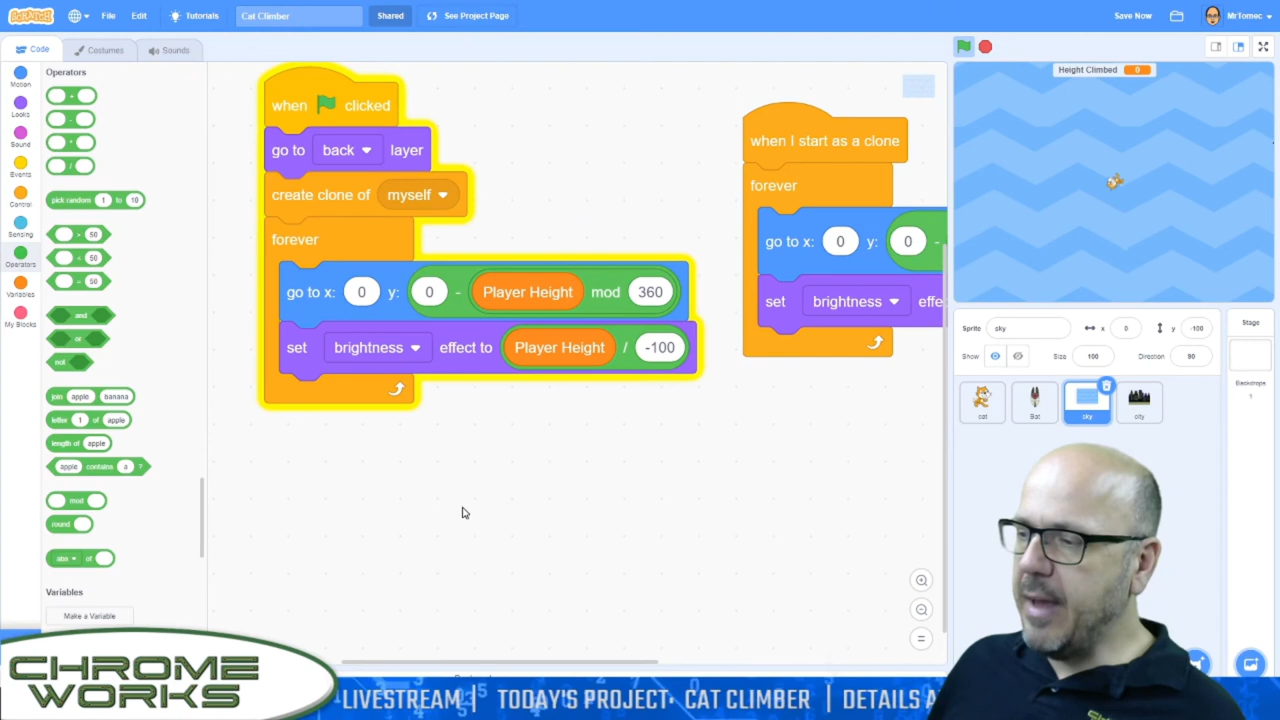 SCRATCH
File
Edit
Tutorials
Cat Climber
Shared
See Project Page
Save Now
MrTomec
Code
Costumes
Sounds
Motion
Looks
Sound
Events
Control
Sensing
Operators
Variables
My Blocks
Operators
+
-
*
/
pick random 1 to 10
> 50
< 50
= 50
and
or
not
join apple banana
letter 1 of apple
length of apple
apple contains a ?
mod
round
abs of
Variables
Make a Variable
when clicked
go to back layer
create clone of myself
forever
go to x: 0 y: 0 - Player Height mod 360
set brightness effect to Player Height / -100
when I start as a clone
forever
go to x: 0 y: 0 -
set brightness effe
Height Climbed 0
Sprite sky x 0 y -100
Show Size 100 Direction 90
cat
Bat
sky
city
Stage
Backdrops
1
CHROME
WORKS
LIVESTREAM | TODAY'S PROJECT: CAT CLIMBER | DETAILS A